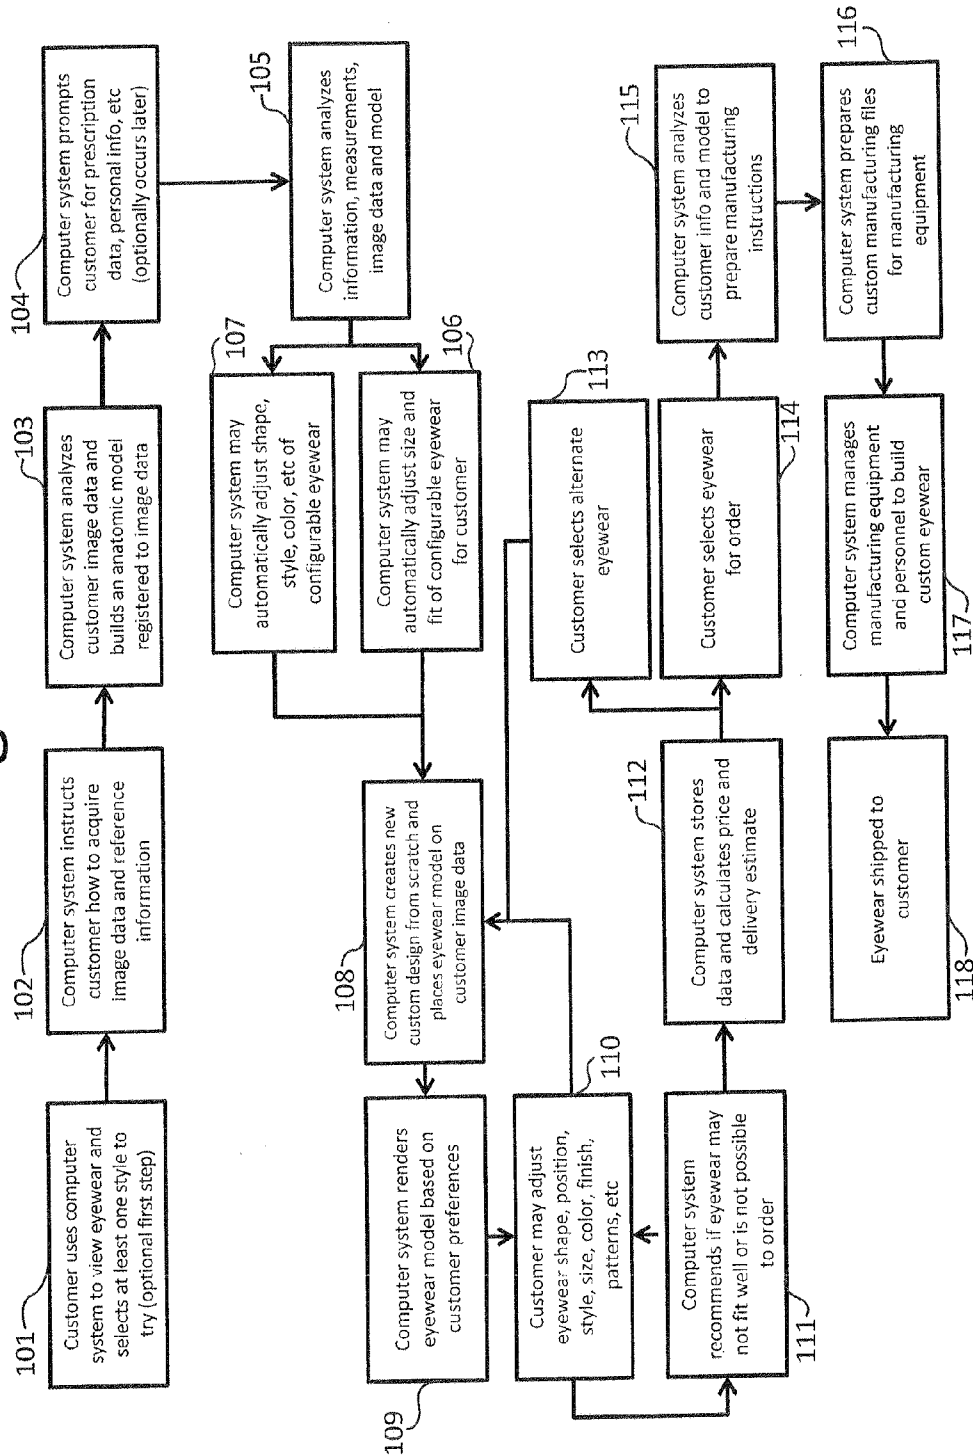 101
Customer uses computer
system to view eyewear and
selects at least one style to
try (optional first step)
102
Computer system instructs
customer how to acquire
image data and reference
information
103
Computer system analyzes
customer image data and
builds an anatomic model
registered to image data
104
Computer system prompts
customer for prescription
data, personal info, etc
(optionally occurs later)
105
Computer system analyzes
information, measurements,
image data and model
107
Computer system may
automatically adjust shape,
style, color, etc of
configurable eyewear
106
Computer system may
automatically adjust size and
fit of configurable eyewear
for customer
108
Computer system creates new
custom design from scratch and
places eyewear model on
customer image data
109
Computer system renders
eyewear model based on
customer preferences
110
Customer may adjust
eyewear shape, position,
style, size, color, finish,
patterns, etc
111
Computer system
recommends if eyewear may
not fit well or is not possible
to order
112
Computer system stores
data and calculates price and
delivery estimate
113
Customer selects alternate
eyewear
114
Customer selects eyewear
for order
115
Computer system analyzes
customer info and model to
prepare manufacturing
instructions
116
Computer system prepares
custom manufacturing files
for manufacturing
equipment
117
Computer system manages
manufacturing equipment
and personnel to build
custom eyewear
118
Eyewear shipped to
customer